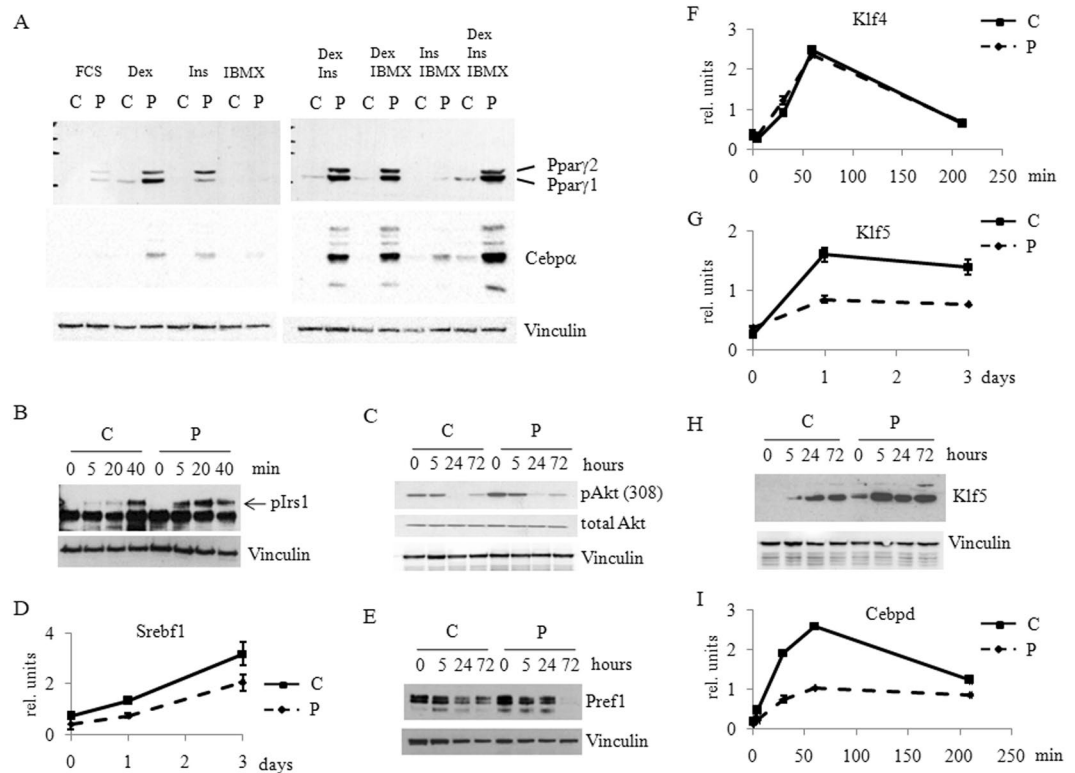 A
FCS Dex Ins IBMX
Dex
Ins
Dex
IBMX
Ins
IBMX
Dex
Ins
IBMX
C P C P C P C P
C P C P C P C P
Pparγ2
Pparγ1
Cebpα
Vinculin
B
C P
0 5 20 40 0 5 20 40 min
pIrs1
Vinculin
C
C P
0 5 24 72 0 5 24 72 hours
pAkt (308)
total Akt
Vinculin
D
Srebf1
rel. units
4
2
0
0 1 2 3 days
C
P
E
C P
0 5 24 72 0 5 24 72 hours
Pref1
Vinculin
F
Klf4
rel. units
3
2
1
0
0 50 100 150 200 250 min
C
P
G
Klf5
rel. units
2
1
0
0 1 2 3 days
C
P
H
C P
0 5 24 72 0 5 24 72 hours
Klf5
Vinculin
I
Cebpd
rel. units
3
2
1
0
0 50 100 150 200 250 min
C
P